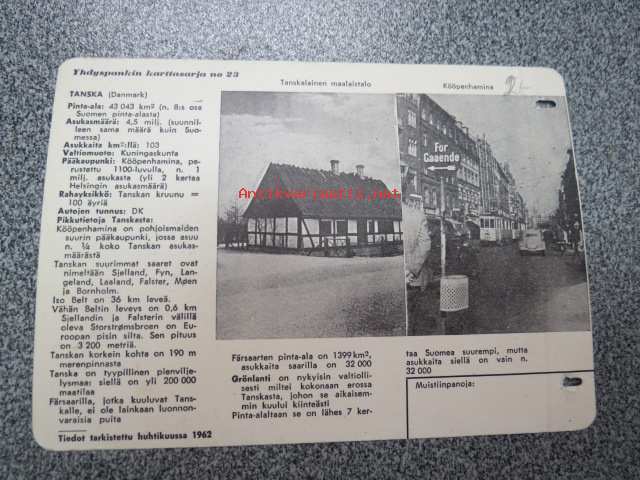 Yhdyspankin karttasarja no 23
TANSKA (Danmark)
Pinta-ala: 43 043 km² (n. 8:s osa
Suomen pinta-alasta)
Asukasmäärä: 4,5 milj. (suunnil-
leen sama määrä kuin Suo-
messa)
Asukkaita km²:llä: 103
Valtiomuoto: Kuningaskunta
Pääkaupunki: Kööpenhamina, pe-
rustettu 1100-luvulla, n. 1
milj. asukasta (yli 2 kertaa
Helsingin asukasmäärä)
Rahayksikkö: Tanskan kruunu =
100 äyriä
Autojen tunnus: DK
Pikkutietoja Tanskasta:
Kööpenhamina on pohjoismaiden
suurin pääkaupunki, jossa asuu
n. ¼ koko Tanskan asukas-
määrästä
Tanskan suurimmat saaret ovat
nimeltään Sjelland, Fyn, Lan-
geland, Laaland, Falster, Møen
ja Bornholm.
Iso Belt on 36 km leveä.
Vähän Beltin leveys on 0,6 km
Sjellandin ja Falsterin välillä
oleva Storstrømsbroen on Eu-
roopan pisin silta. Sen pituus
on 3 200 metriä.
Tanskan korkein kohta on 190 m
merenpinnasta
Tanska on tyypillinen pienvilje-
lysmaa: siellä on yli 200 000
maatilaa
Färsaarilla, jotka kuuluvat Tans-
kalle, ei ole lainkaan luonnon-
varaisia puita
Tiedot tarkistettu huhtikuussa 1962
Tanskalainen maalaistalo
Kööpenhamina
For
Gaaende
Antikvariaatti.net
Färsaarten pinta-ala on 1399 km²,
asukkaita saarilla on 32 000
Grönlanti on nykyisin valtiolli-
sesti miltei kokonaan erossa
Tanskasta, johon se aikaisem-
min kuului kiinteästi
Pinta-alaltaan se on lähes 7 ker-
taa Suomea suurempi, mutta
asukkaita siellä on vain n.
32 000
Muistiinpanoja: